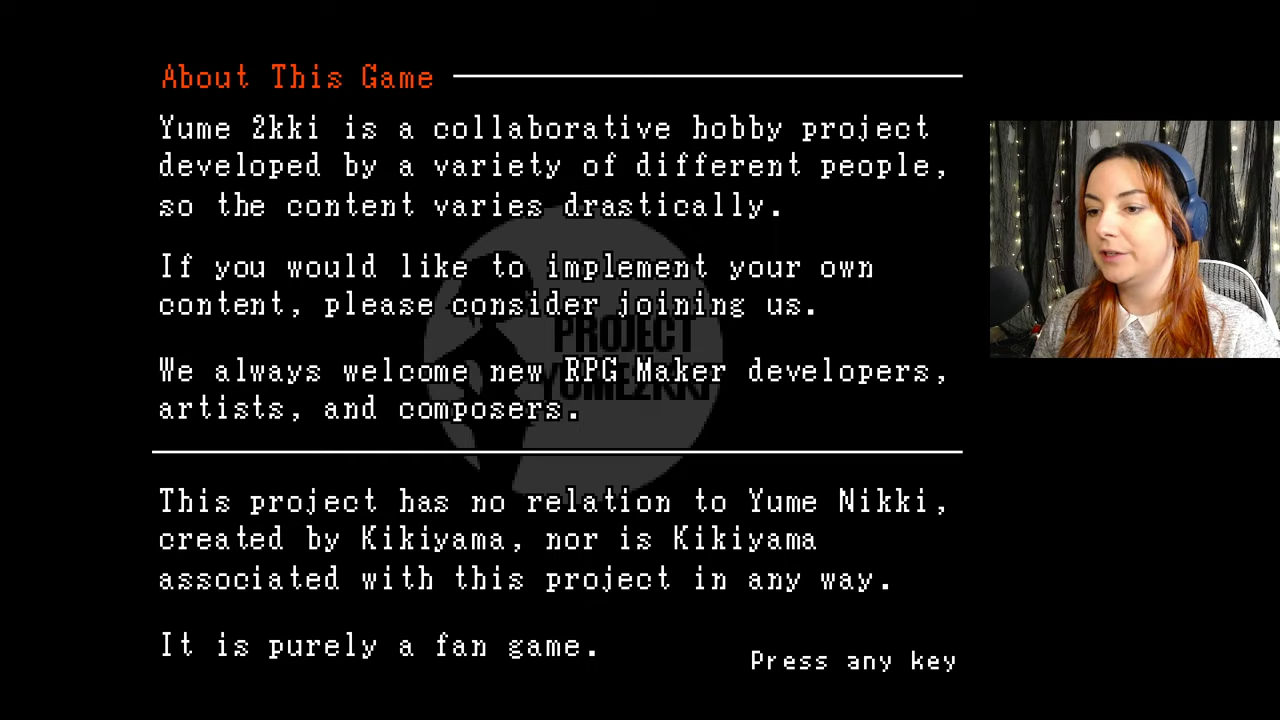 About This Game
Yume 2kki is a collaborative hobby project
developed by a variety of different people,
so the content varies drastically.
If you would like to implement your own
content, please consider joining us.
PROJECT
We always welcome new RPG Maker developers,
YUME2KKI
artists, and composers.
This project has no relation to Yume Nikki,
created by Kikiyama, nor is Kikiyama
associated with this project in any way.
It is purely a fan game.
Press any key